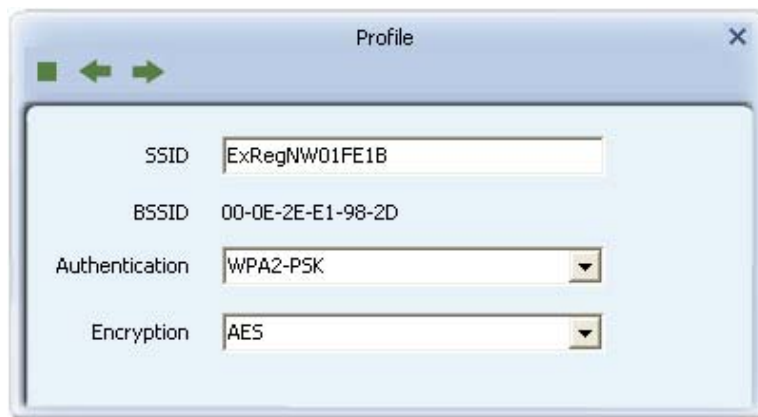 Profile
SSID ExRegNW01FE1B
BSSID 00-0E-2E-E1-98-2D
Authentication WPA2-PSK
Encryption AES